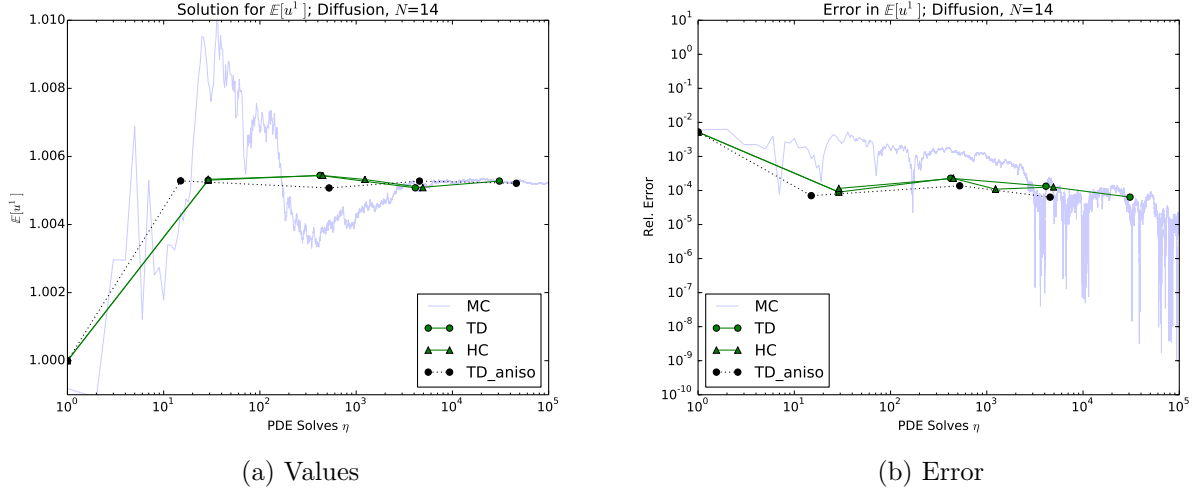 Solution for 𝔼[u¹]; Diffusion, N=14
1.010
1.008
1.006
1.004
1.002
1.000
𝔼[u¹]
10⁰
10¹
10²
10³
10⁴
10⁵
PDE Solves η
MC
TD
HC
TD_aniso
(a) Values
Error in 𝔼[u¹]; Diffusion, N=14
10¹
10⁰
10⁻¹
10⁻²
10⁻³
10⁻⁴
10⁻⁵
10⁻⁶
10⁻⁷
10⁻⁸
10⁻⁹
10⁻¹⁰
Rel. Error
10⁰
10¹
10²
10³
10⁴
10⁵
PDE Solves η
MC
TD
HC
TD_aniso
(b) Error